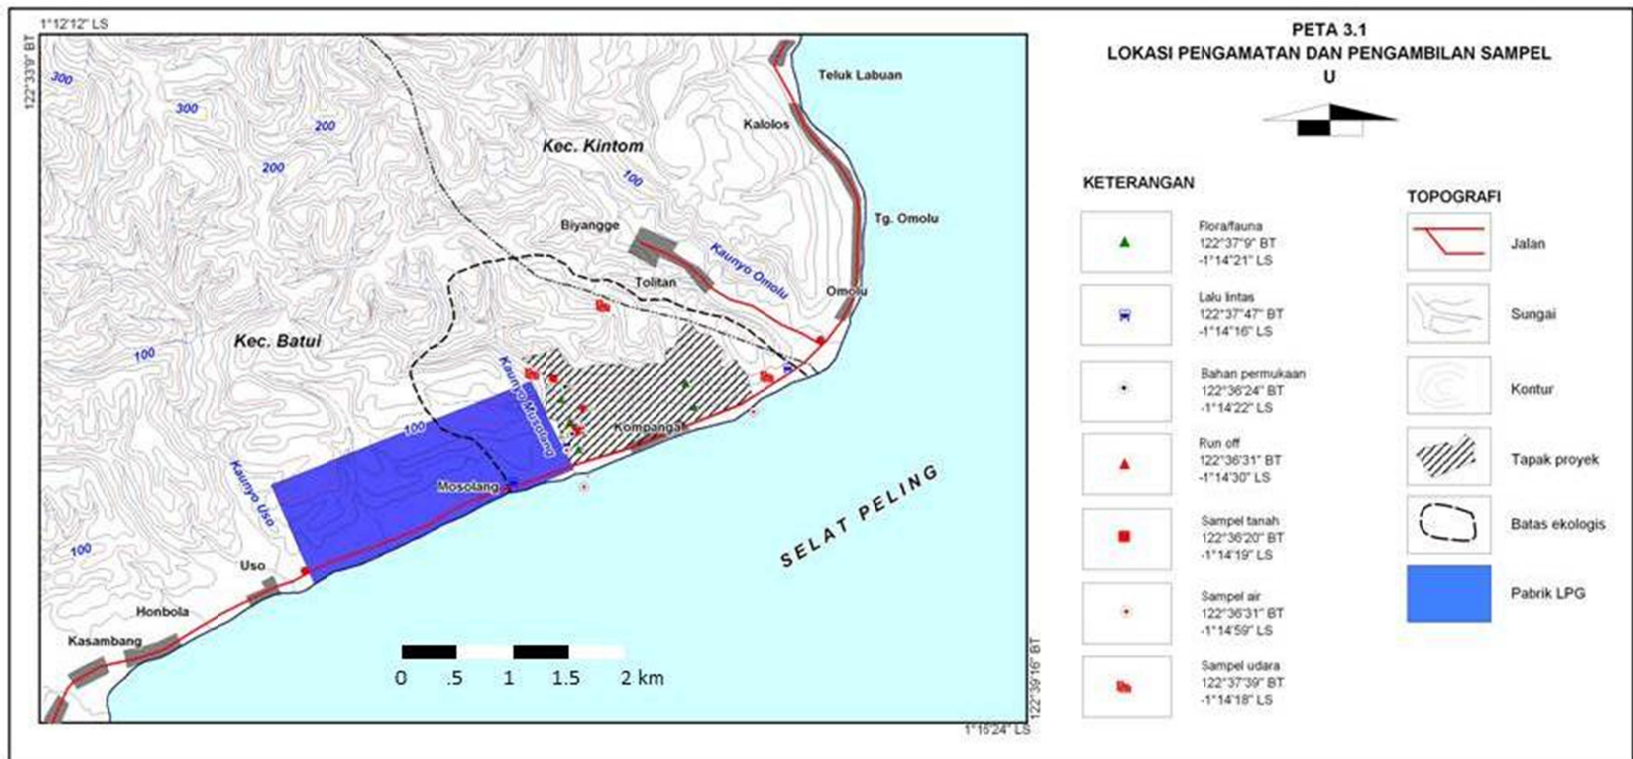 1°12'12" LS
122°33'9" BT
300
300
200
200
Kec. Kintom
100
Teluk Labuan
Kalolos
Tg. Omolu
Biyangge
Kaunyo Omolu
Tolitan
Omolu
Kec. Batui
100
Kaunyo Mosolang
100
Kompanga
Kaunyo Uso
Mosolang
100
SELAT PELING
Uso
Honbola
Kasambang
0 .5 1 1.5 2 km
122°39'16" BT
1°15'24" LS
PETA 3.1
LOKASI PENGAMATAN DAN PENGAMBILAN SAMPEL
U
KETERANGAN
Flora/fauna
122°37'9" BT
-1°14'21" LS
Lalu lintas
122°37'47" BT
-1°14'16" LS
Bahan permukaan
122°36'24" BT
-1°14'22" LS
Run off
122°36'31" BT
-1°14'30" LS
Sampel tanah
122°36'20" BT
-1°14'19" LS
Sampel air
122°36'31" BT
-1°14'59" LS
Sampel udara
122°37'39" BT
-1°14'18" LS
TOPOGRAFI
Jalan
Sungai
Kontur
Tapak proyek
Batas ekologis
Pabrik LPG